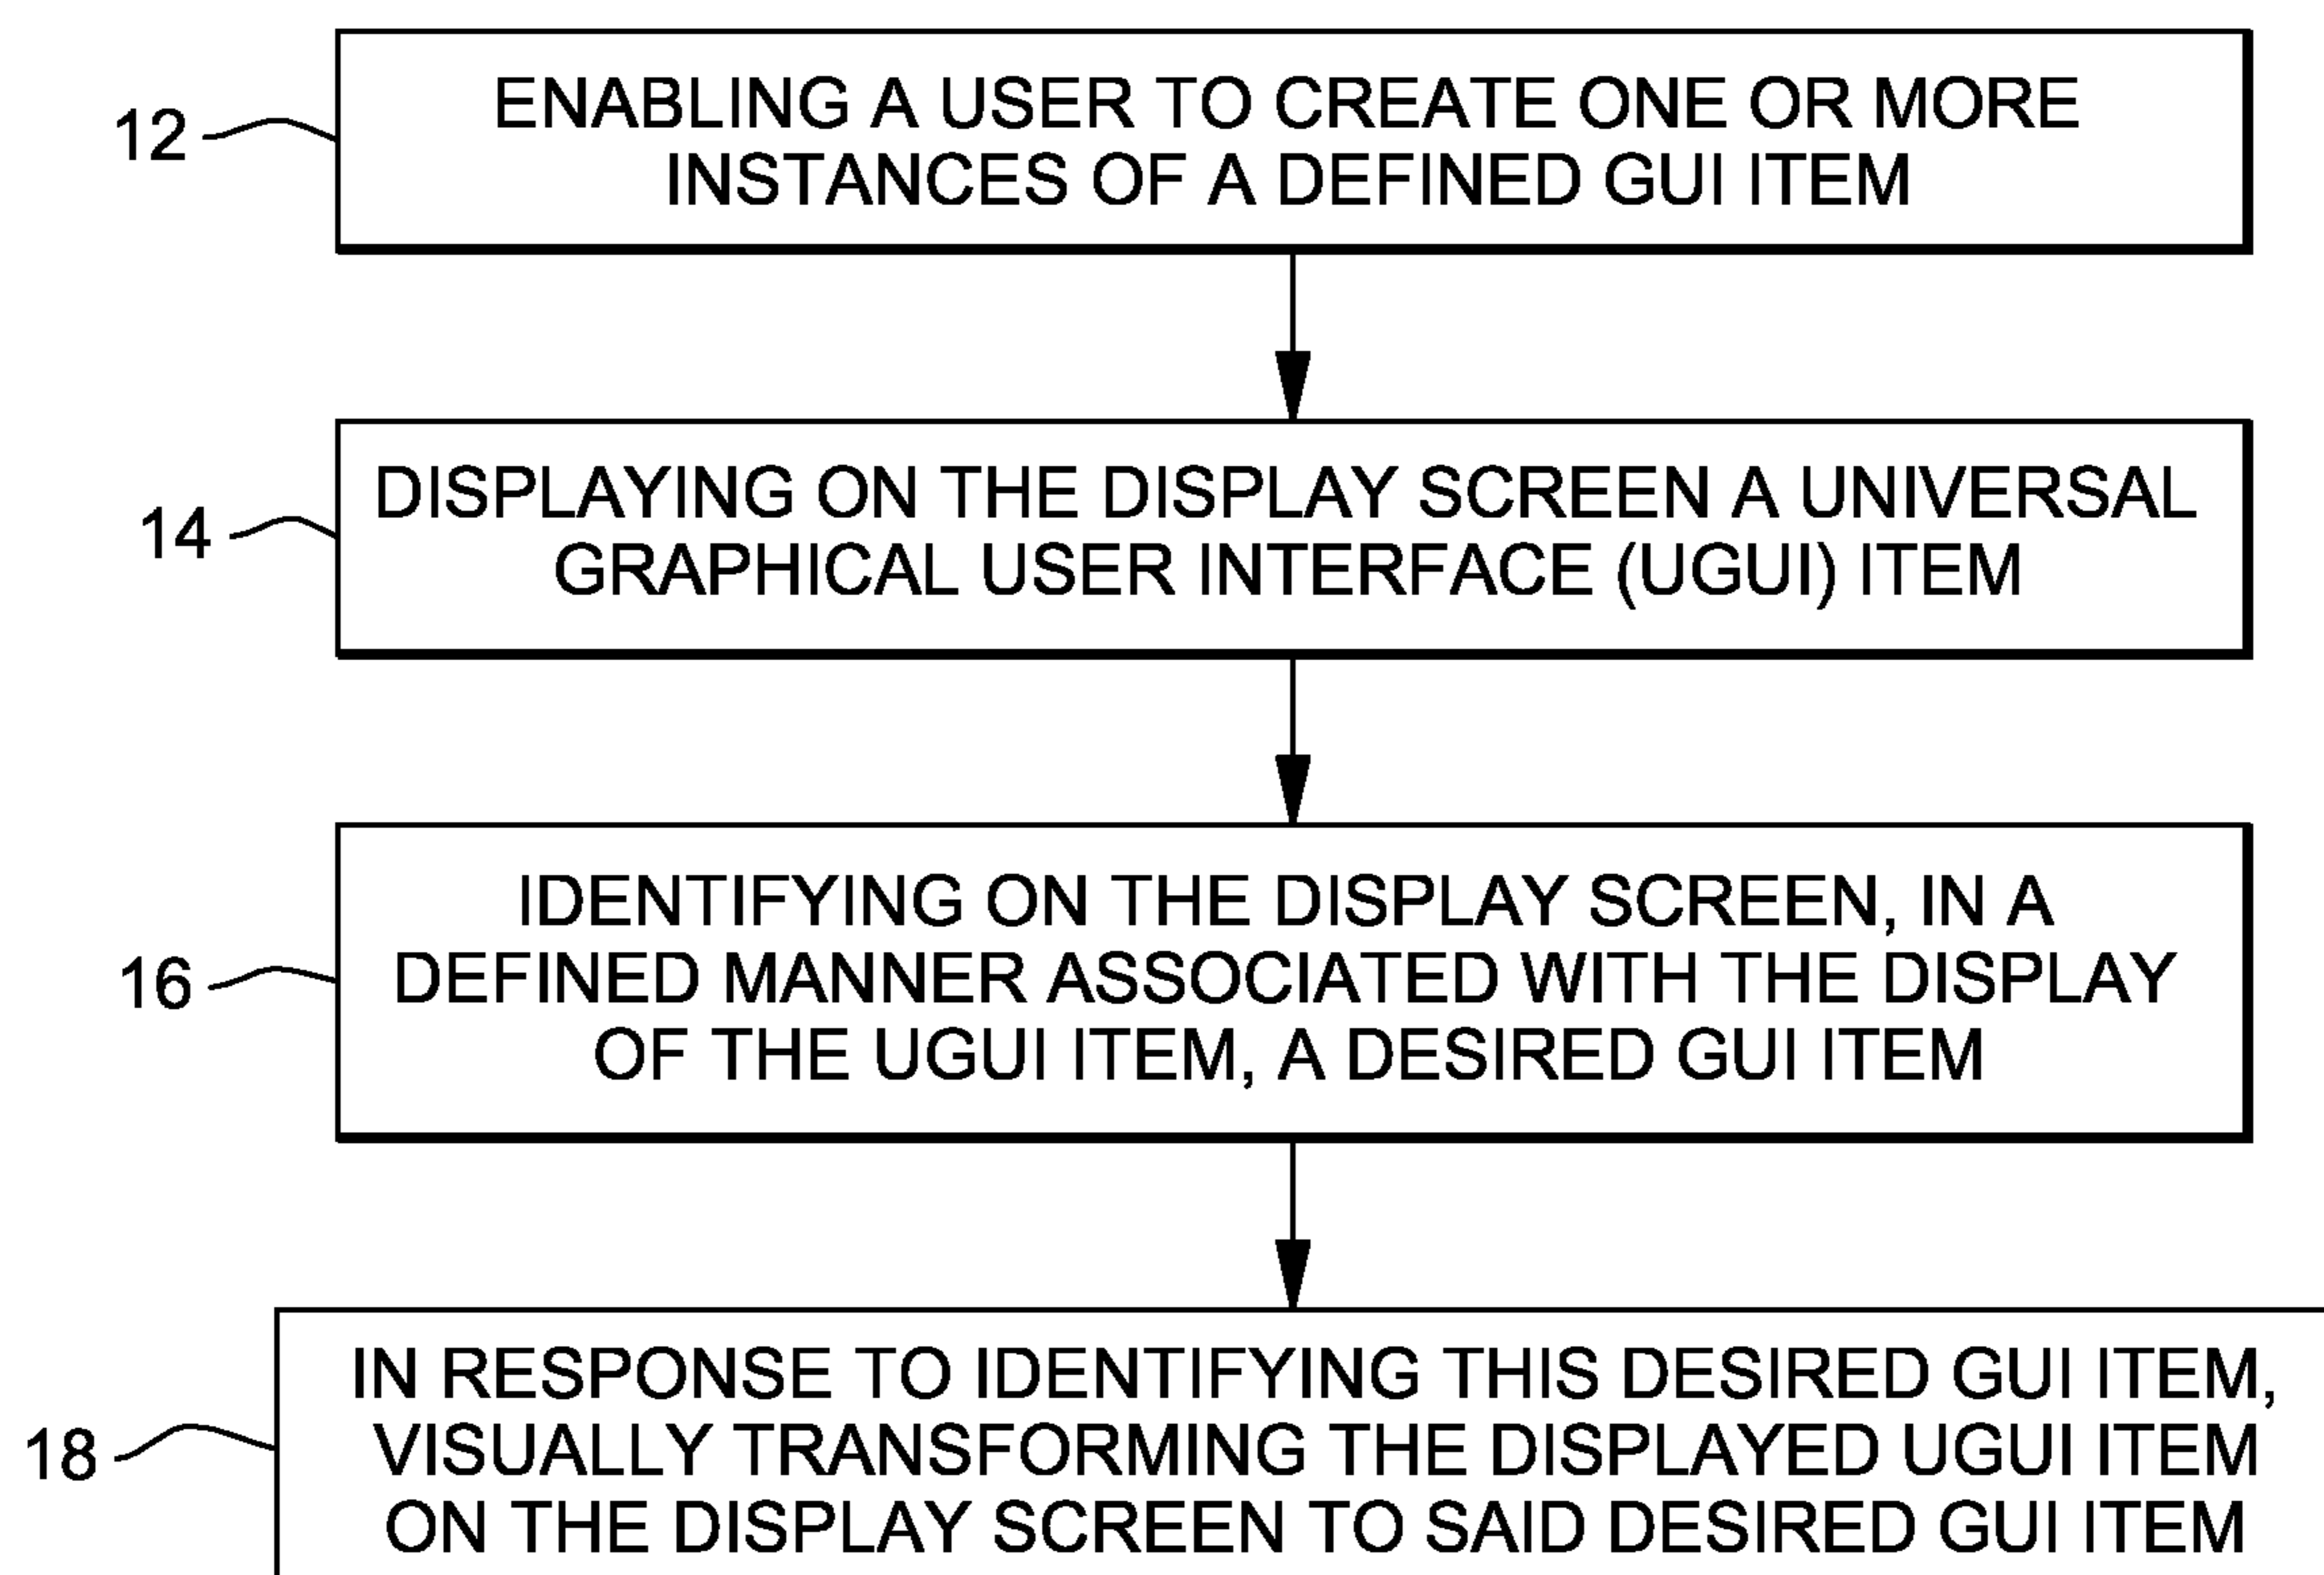 12
ENABLING A USER TO CREATE ONE OR MORE
INSTANCES OF A DEFINED GUI ITEM
14
DISPLAYING ON THE DISPLAY SCREEN A UNIVERSAL
GRAPHICAL USER INTERFACE (UGUI) ITEM
16
IDENTIFYING ON THE DISPLAY SCREEN, IN A
DEFINED MANNER ASSOCIATED WITH THE DISPLAY
OF THE UGUI ITEM, A DESIRED GUI ITEM
18
IN RESPONSE TO IDENTIFYING THIS DESIRED GUI ITEM,
VISUALLY TRANSFORMING THE DISPLAYED UGUI ITEM
ON THE DISPLAY SCREEN TO SAID DESIRED GUI ITEM